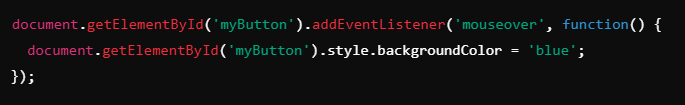 document.getElementById('myButton').addEventListener('mouseover', function() {
  document.getElementById('myButton').style.backgroundColor = 'blue';
});